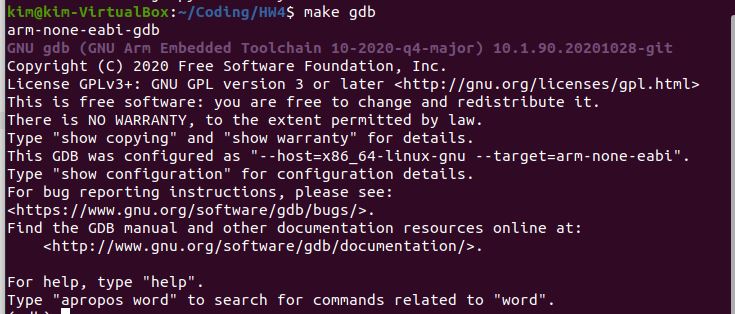 kim@kim-VirtualBox:~/Coding/HW4$ make gdb
arm-none-eabi-gdb
GNU gdb (GNU Arm Embedded Toolchain 10-2020-q4-major) 10.1.90.20201028-git
Copyright (C) 2020 Free Software Foundation, Inc.
License GPLv3+: GNU GPL version 3 or later <http://gnu.org/licenses/gpl.html>
This is free software: you are free to change and redistribute it.
There is NO WARRANTY, to the extent permitted by law.
Type "show copying" and "show warranty" for details.
This GDB was configured as "--host=x86_64-linux-gnu --target=arm-none-eabi".
Type "show configuration" for configuration details.
For bug reporting instructions, please see:
<https://www.gnu.org/software/gdb/bugs/>.
Find the GDB manual and other documentation resources online at:
    <http://www.gnu.org/software/gdb/documentation/>.

For help, type "help".
Type "apropos word" to search for commands related to "word".